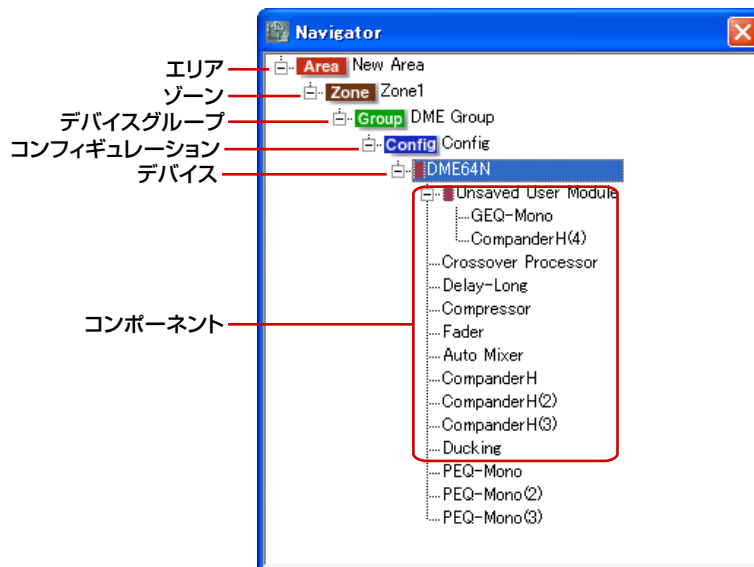 Navigator
エリア Area New Area
ゾーン Zone Zone1
デバイスグループ Group DME Group
コンフィギュレーション Config Config
デバイス DME64N
Unsaved User Module
GEQ-Mono
CompanderH(4)
Crossover Processor
Delay-Long
Compressor
コンポーネント
Fader
Auto Mixer
CompanderH
CompanderH(2)
CompanderH(3)
Ducking
PEQ-Mono
PEQ-Mono(2)
PEQ-Mono(3)